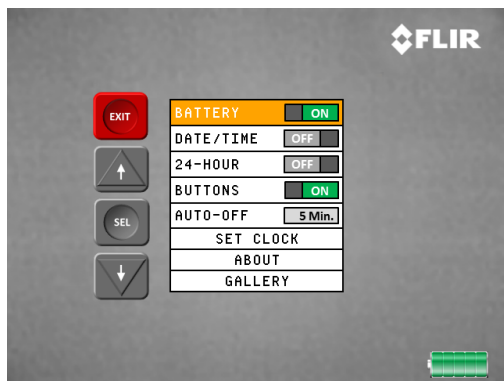 FLIR
EXIT
BATTERY ON
DATE/TIME OFF
24-HOUR OFF
BUTTONS ON
SEL
AUTO-OFF 5 Min.
SET CLOCK
ABOUT
GALLERY